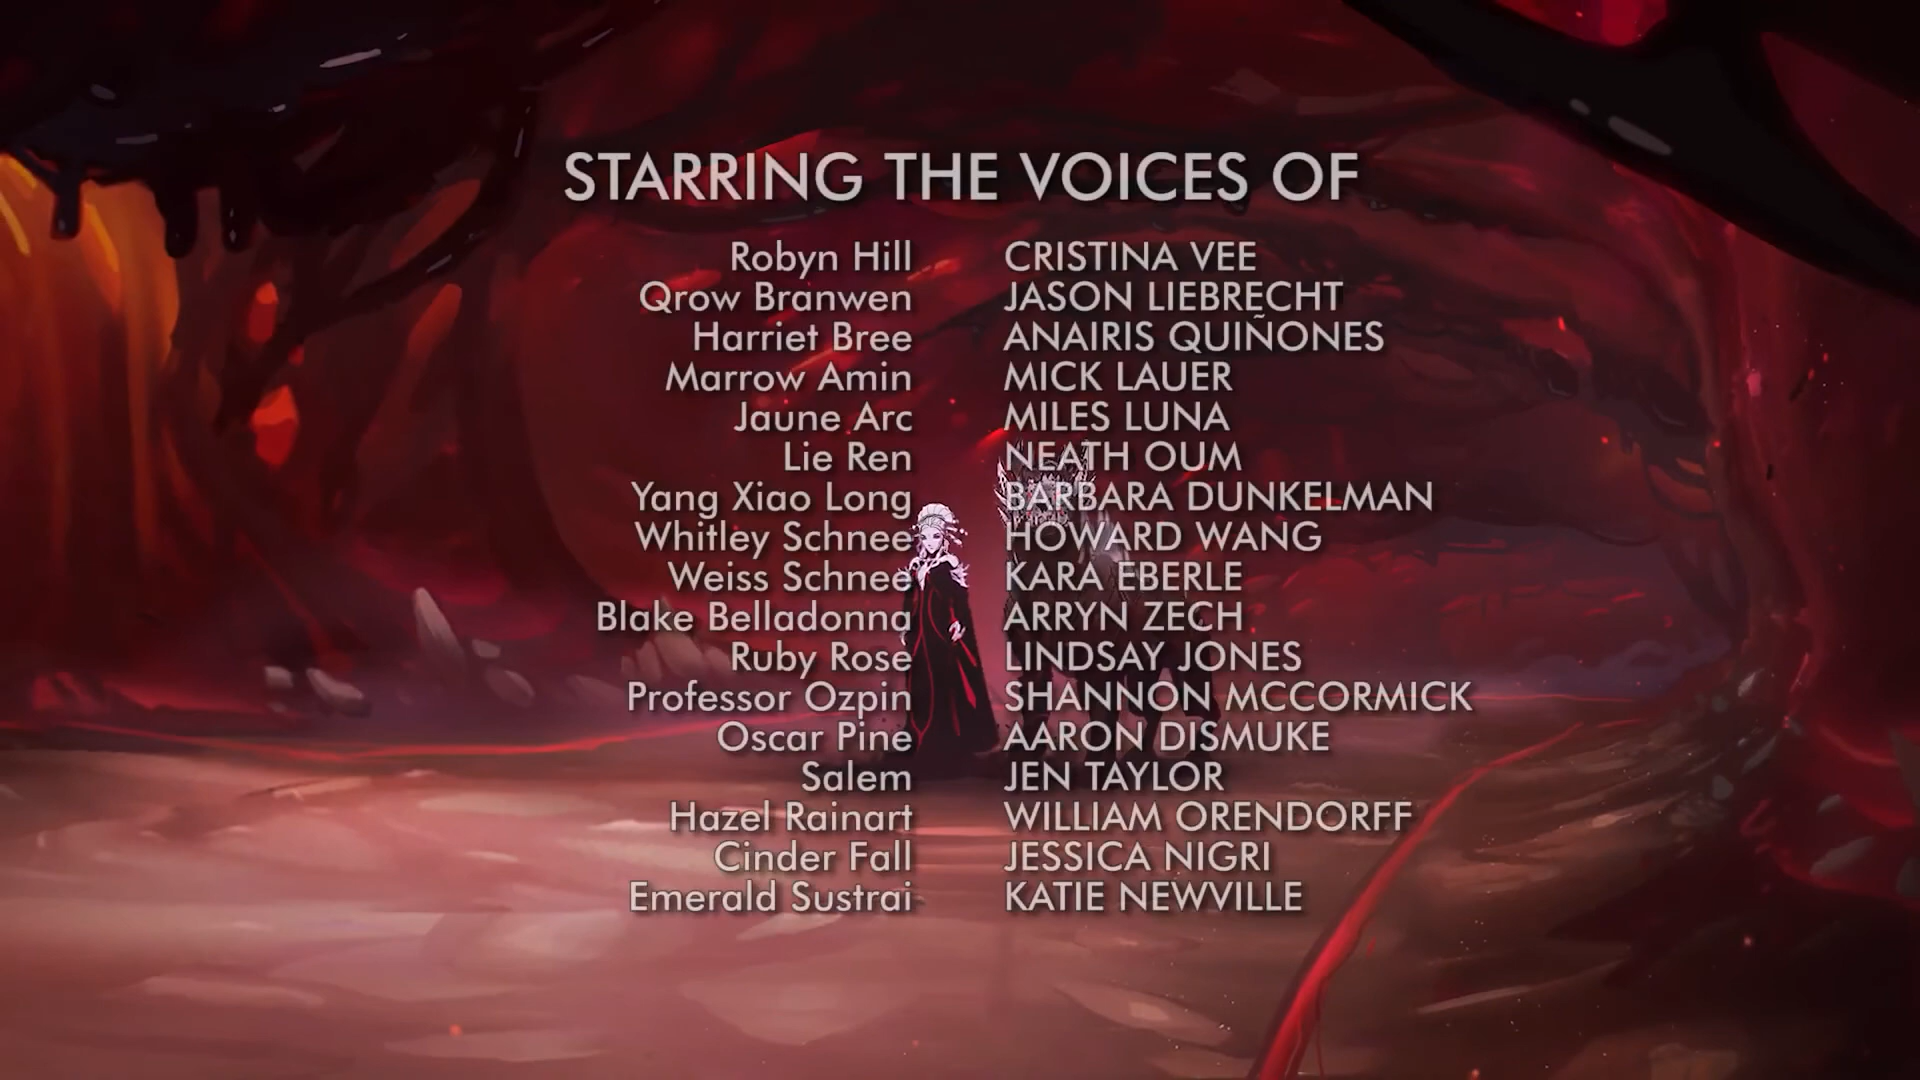 STARRING THE VOICES OF
Robyn Hill CRISTINA VEE
Qrow Branwen JASON LIEBRECHT
Harriet Bree ANAIRIS QUIÑONES
Marrow Amin MICK LAUER
Jaune Arc MILES LUNA
Lie Ren NEATH OUM
Yang Xiao Long BARBARA DUNKELMAN
Whitley Schnee HOWARD WANG
Weiss Schnee KARA EBERLE
Blake Belladonna ARRYN ZECH
Ruby Rose LINDSAY JONES
Professor Ozpin SHANNON MCCORMICK
Oscar Pine AARON DISMUKE
Salem JEN TAYLOR
Hazel Rainart WILLIAM ORENDORFF
Cinder Fall JESSICA NIGRI
Emerald Sustrai KATIE NEWVILLE